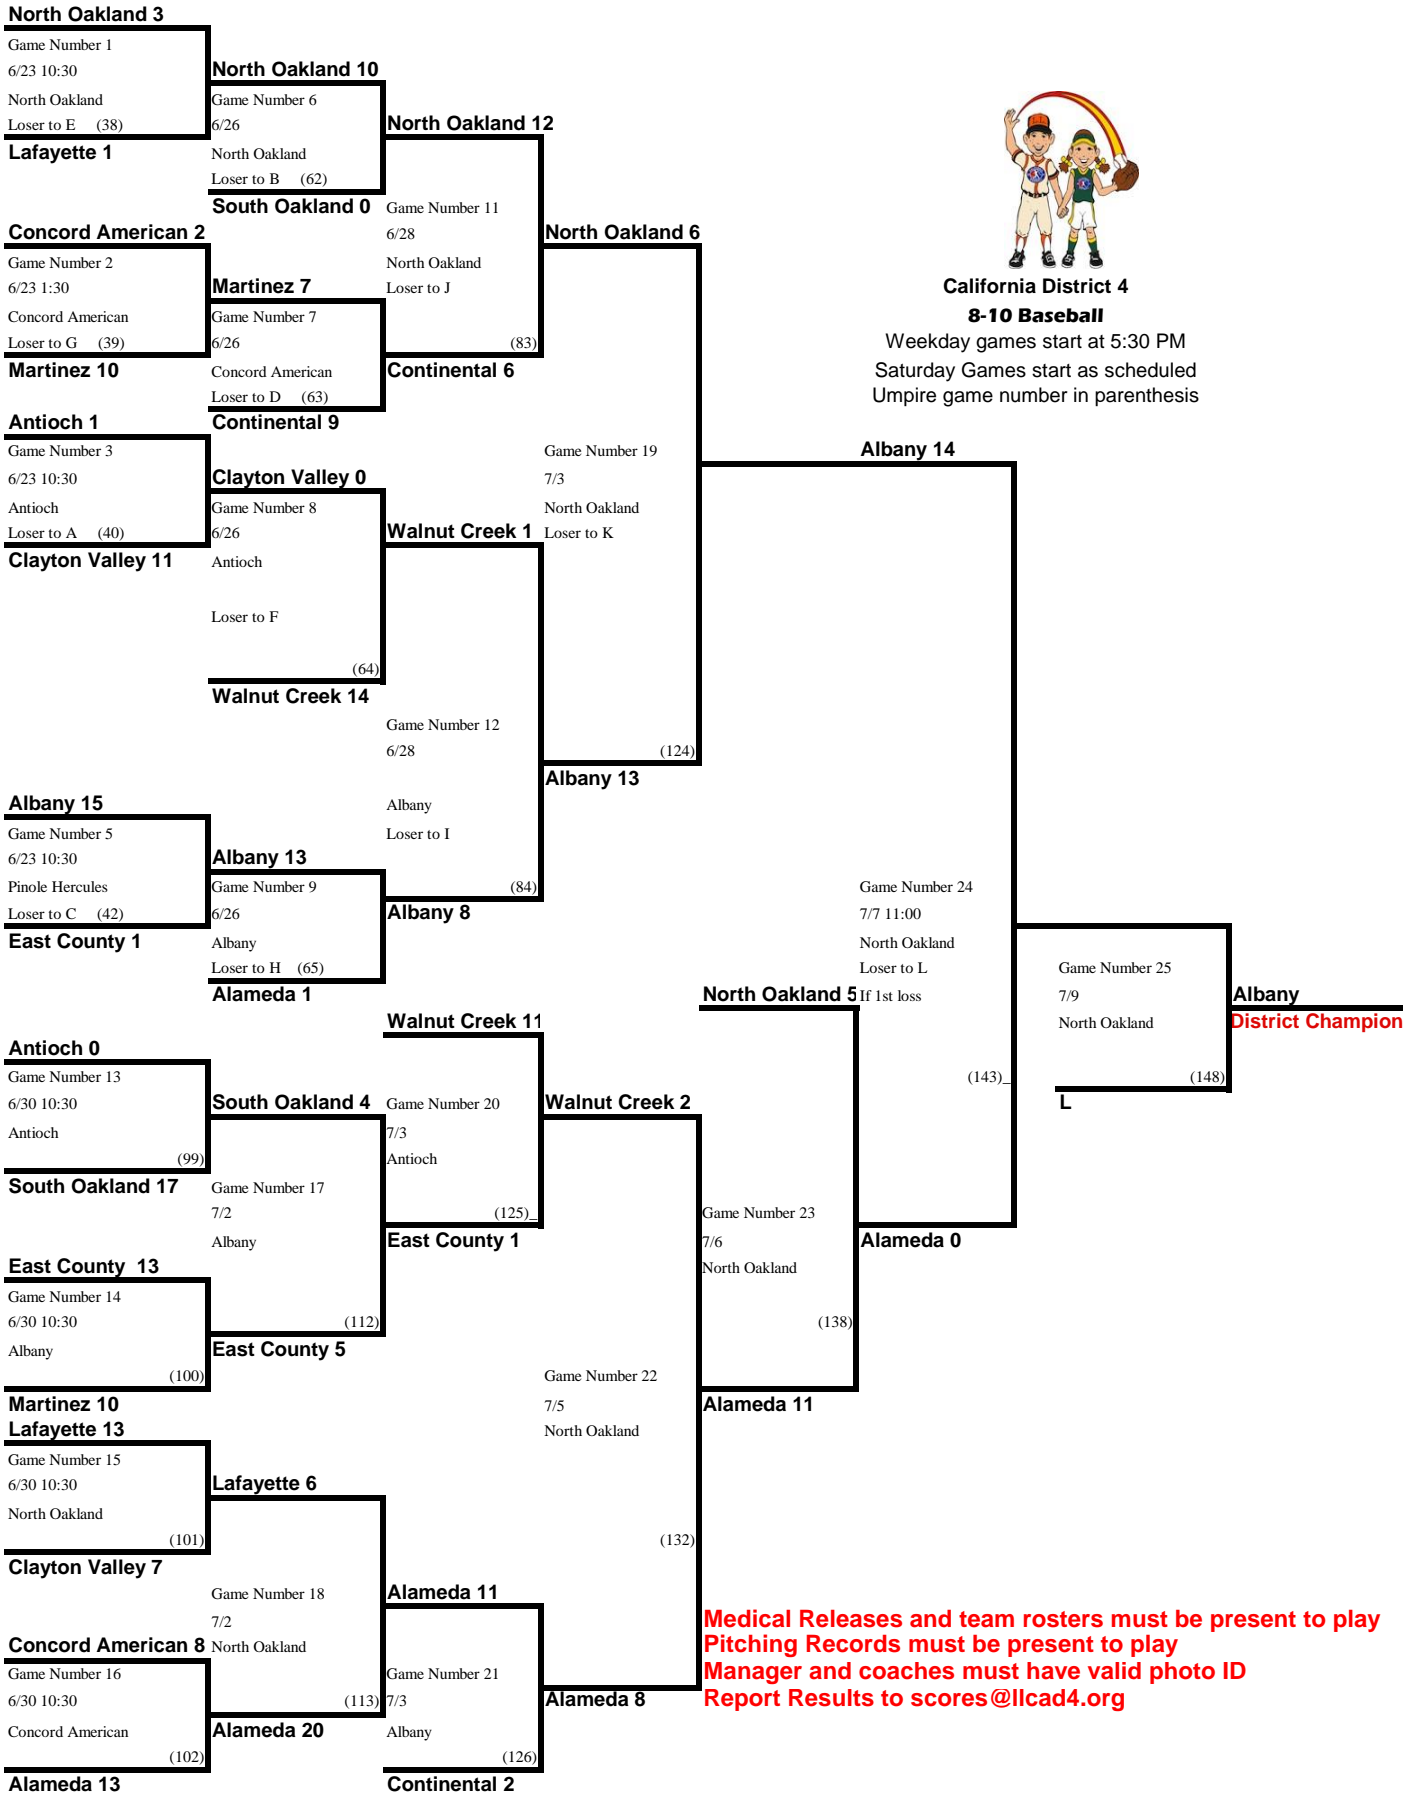 North Oakland 3
Game Number 1
6/23 10:30
North Oakland
Loser to E (38)
Lafayette 1
North Oakland 10
Game Number 6
6/26
North Oakland
Loser to B (62)
South Oakland 0
North Oakland 12
Game Number 11
6/28
North Oakland
Loser to J
(83)
Continental 6
Concord American 2
Game Number 2
6/23 1:30
Concord American
Loser to G (39)
Martinez 10
Martinez 7
Game Number 7
6/26
Concord American
Loser to D (63)
Continental 9
North Oakland 6
Game Number 19
7/3
North Oakland
Loser to K
(124)
Albany 13
California District 4
8-10 Baseball
Weekday games start at 5:30 PM
Saturday Games start as scheduled
Umpire game number in parenthesis
Antioch 1
Game Number 3
6/23 10:30
Antioch
Loser to A (40)
Clayton Valley 11
Clayton Valley 0
Game Number 8
6/26
Antioch
Loser to F
(64)
Walnut Creek 14
Walnut Creek 1
Game Number 12
6/28
Albany
Loser to I
(84)
Albany 8
Albany 15
Game Number 5
6/23 10:30
Pinole Hercules
Loser to C (42)
East County 1
Albany 13
Game Number 9
6/26
Albany
Loser to H (65)
Alameda 1
Albany 14
Game Number 24
7/7 11:00
North Oakland
Loser to L
If 1st loss
(143)_
Alameda 0
Game Number 25
7/9
North Oakland
(148)
L
Albany
District Champion
Antioch 0
Game Number 13
6/30 10:30
Antioch
(99)
South Oakland 17
South Oakland 4
Game Number 17
7/2
Albany
(112)
East County 5
Walnut Creek 11
Game Number 20
7/3
Antioch
(125)_
East County 1
Walnut Creek 2
Game Number 22
7/5
North Oakland
(132)
Alameda 8
North Oakland 5
Game Number 23
7/6
North Oakland
(138)
Alameda 11
East County 13
Game Number 14
6/30 10:30
Albany
(100)
Martinez 10
Lafayette 13
Game Number 15
6/30 10:30
North Oakland
(101)
Clayton Valley 7
Lafayette 6
Game Number 18
7/2
North Oakland
(113)
Alameda 20
Concord American 8
Game Number 16
6/30 10:30
Concord American
(102)
Alameda 13
Alameda 11
Game Number 21
7/3
Albany
(126)
Continental 2
Medical Releases and team rosters must be present to play
Pitching Records must be present to play
Manager and coaches must have valid photo ID
Report Results to scores@llcad4.org